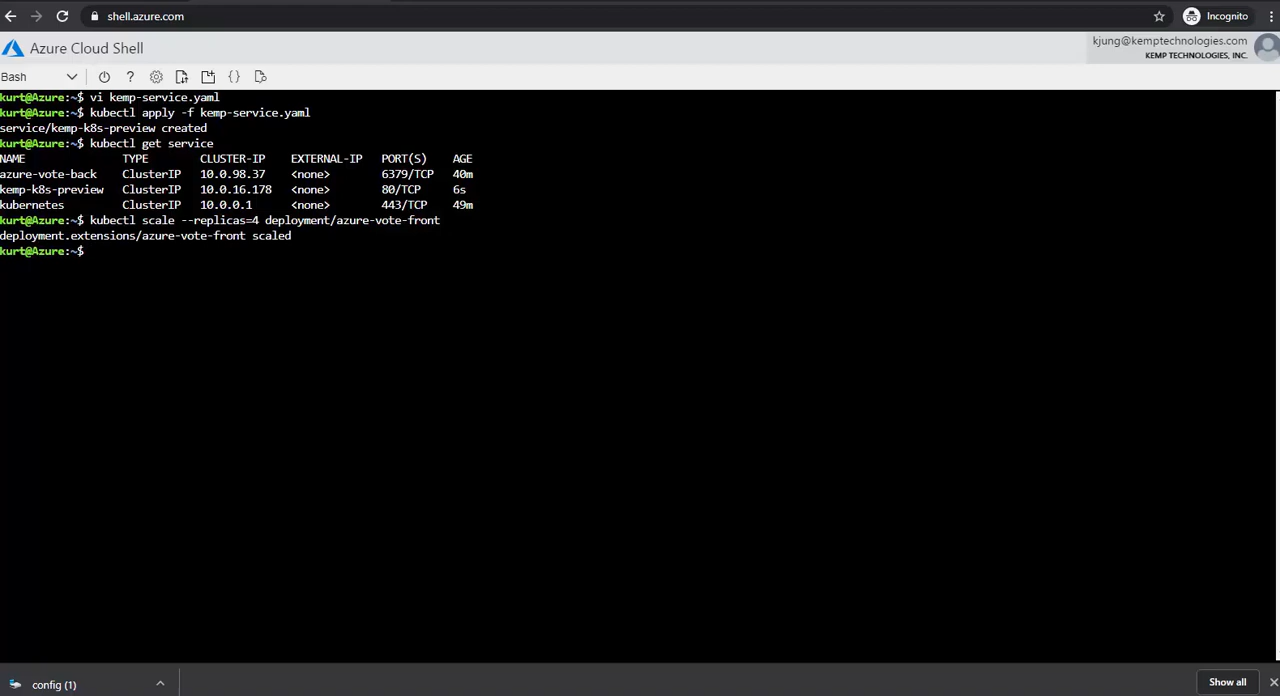 shell.azure.com
Incognito
Azure Cloud Shell
kjung@kemptechnologies.com
KEMP TECHNOLOGIES, INC.
Bash
kurt@Azure:~$ vi kemp-service.yaml
kurt@Azure:~$ kubectl apply -f kemp-service.yaml
service/kemp-k8s-preview created
kurt@Azure:~$ kubectl get service
NAME TYPE CLUSTER-IP EXTERNAL-IP PORT(S) AGE
azure-vote-back ClusterIP 10.0.98.37 <none> 6379/TCP 40m
kemp-k8s-preview ClusterIP 10.0.16.178 <none> 80/TCP 6s
kubernetes ClusterIP 10.0.0.1 <none> 443/TCP 49m
kurt@Azure:~$ kubectl scale --replicas=4 deployment/azure-vote-front
deployment.extensions/azure-vote-front scaled
kurt@Azure:~$
config (1)
Show all